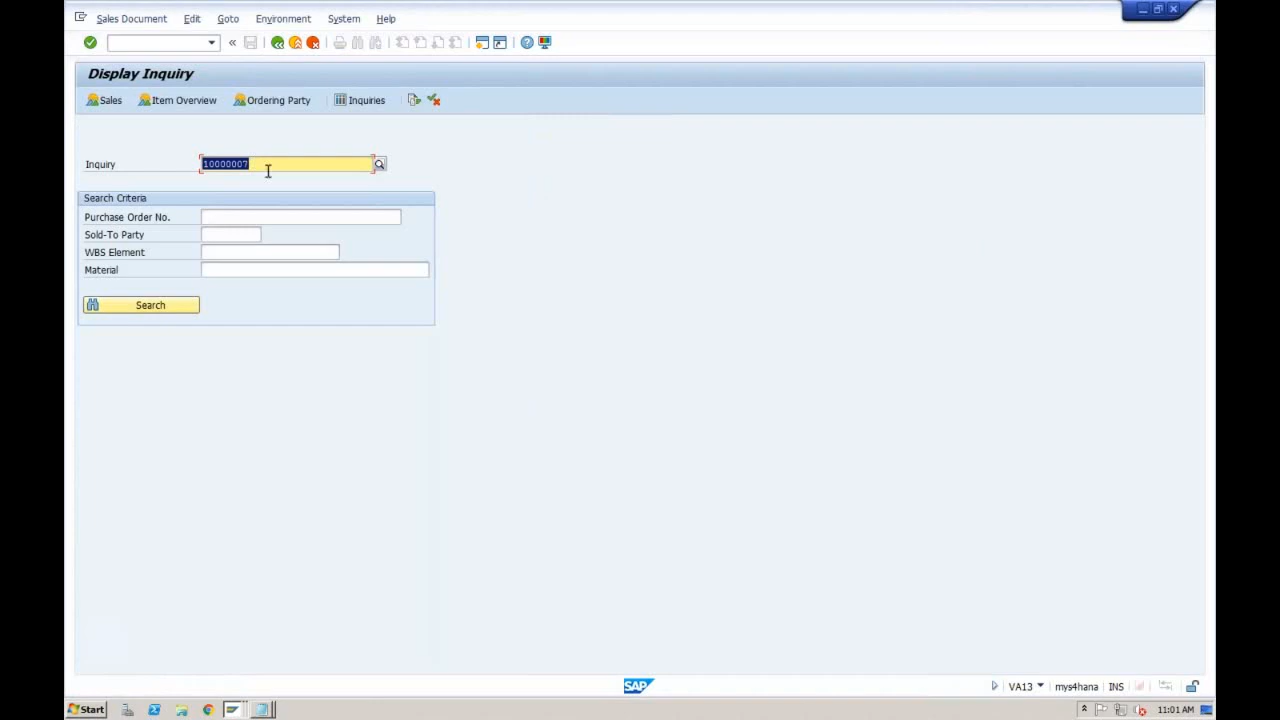 Sales Document Edit Goto Environment System Help
Display Inquiry
Sales Item Overview Ordering Party Inquiries
Inquiry 10000007
Search Criteria
Purchase Order No.
Sold-To Party
WBS Element
Material
Search
SAP VA13 mys4hana INS
Start 11:01 AM